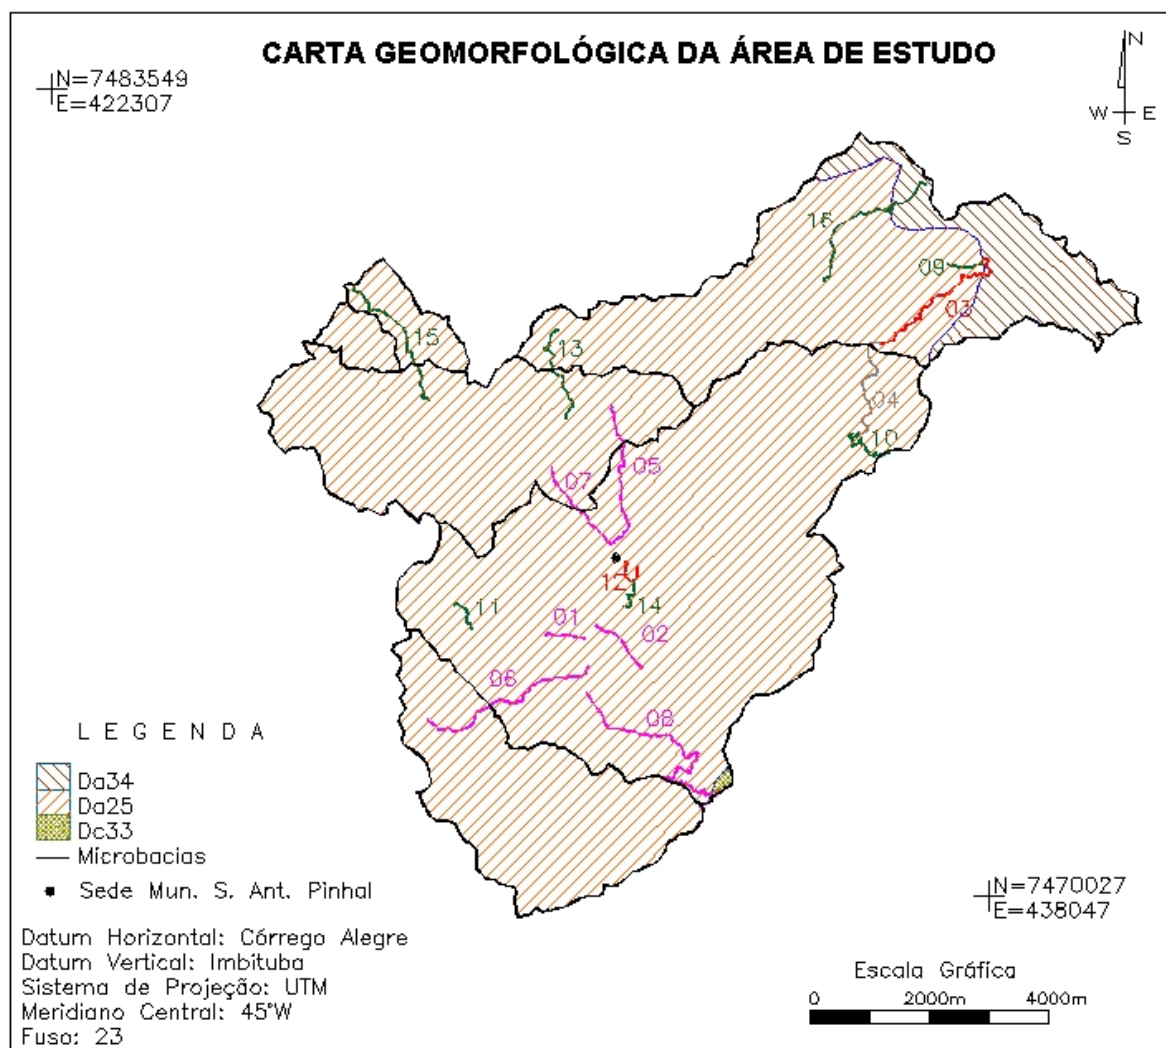 CARTA GEOMORFOLÓGICA DA ÁREA DE ESTUDO
N=7483549
E=422307
N
W E
S
16
09
03
15
13
04
10
05
07
12
14
11
01
02
06
08
L E G E N D A
Da34
Da25
Dc33
Microbacias
Sede Mun. S. Ant. Pinhal
N=7470027
E=438047
Datum Horizontal: Córrego Alegre
Datum Vertical: Imbituba
Sistema de Projeção: UTM
Meridiano Central: 45°W
Fuso: 23
Escala Gráfica
0 2000m 4000m